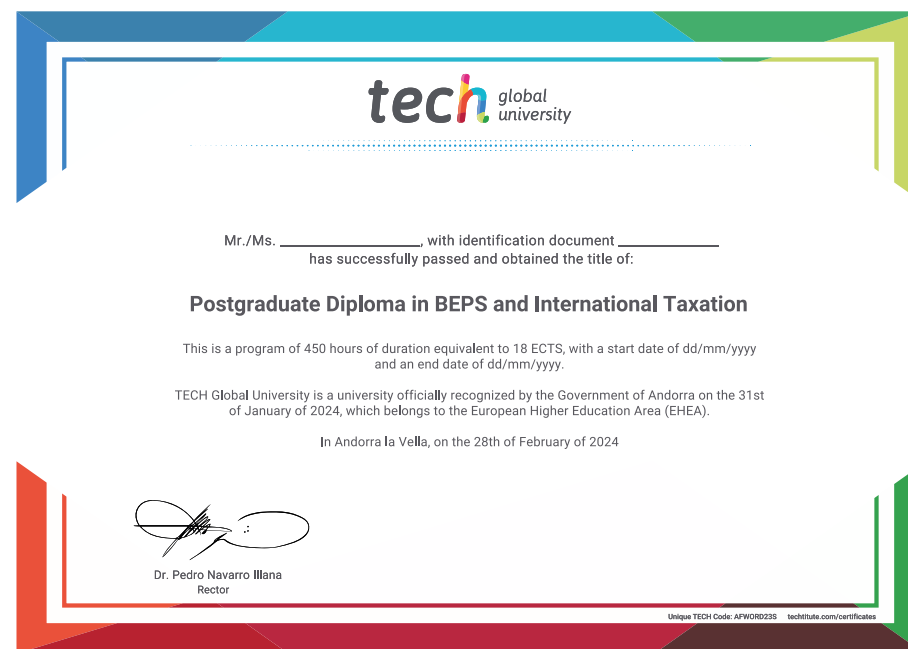 tech global university
Mr./Ms. ____________________, with identification document ______________
has successfully passed and obtained the title of:
Postgraduate Diploma in BEPS and International Taxation
This is a program of 450 hours of duration equivalent to 18 ECTS, with a start date of dd/mm/yyyy
and an end date of dd/mm/yyyy.
TECH Global University is a university officially recognized by the Government of Andorra on the 31st
of January of 2024, which belongs to the European Higher Education Area (EHEA).
In Andorra la Vella, on the 28th of February of 2024
Dr. Pedro Navarro Illana
Rector
Unique TECH Code: AFWORD23S techtitute.com/certificates